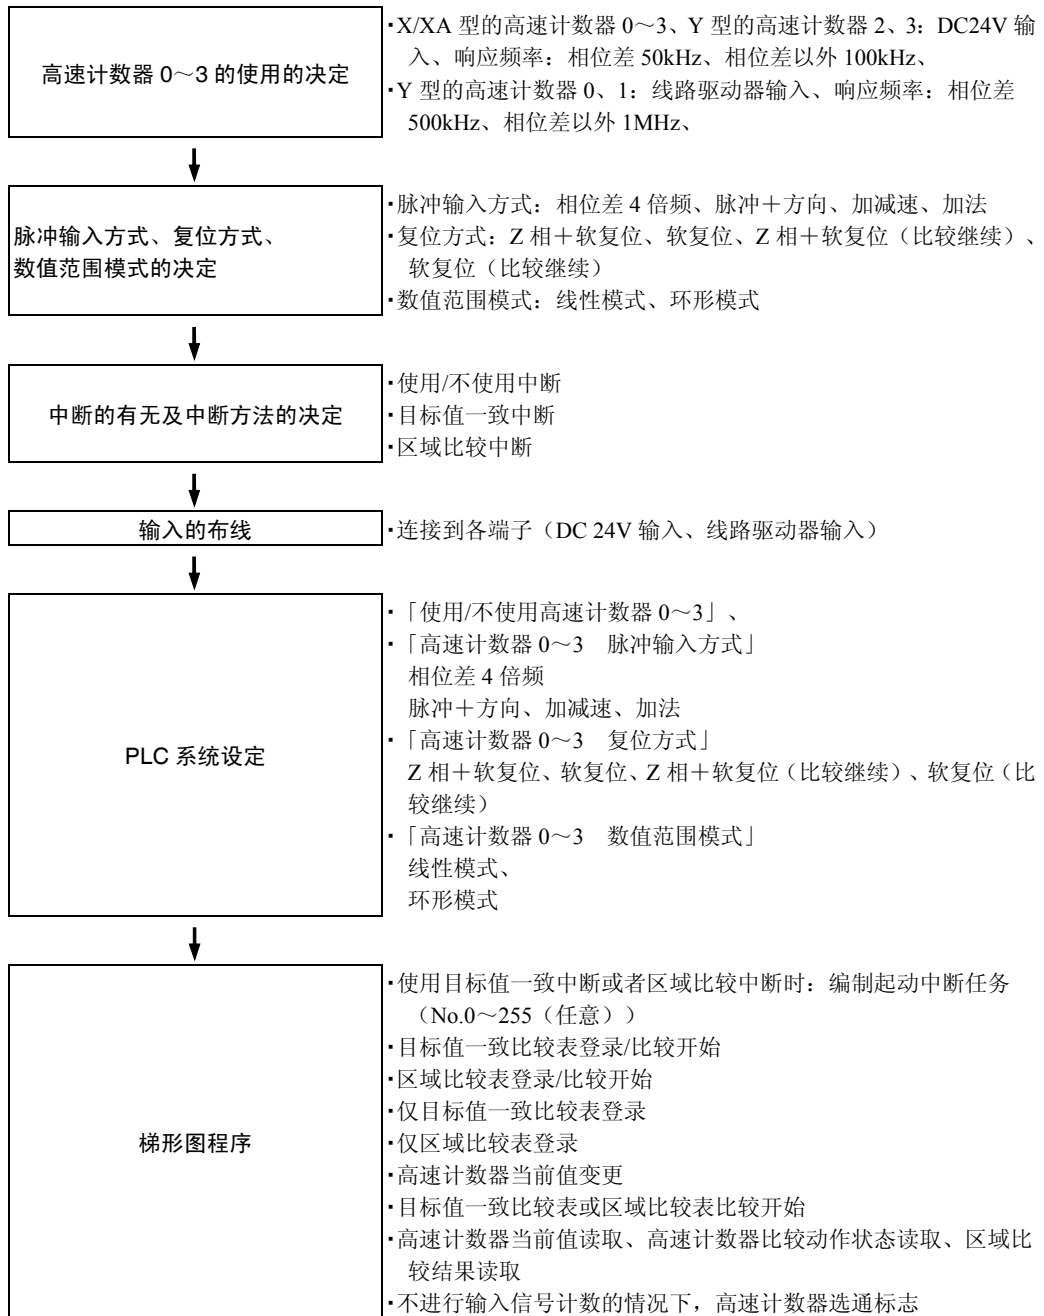 高速计数器 0～3 的使用的决定
·X/XA 型的高速计数器 0～3、Y 型的高速计数器 2、3：DC24V 输
入、响应频率：相位差 50kHz、相位差以外 100kHz、
·Y 型的高速计数器 0、1：线路驱动器输入、响应频率：相位差
500kHz、相位差以外 1MHz、
脉冲输入方式、复位方式、
数值范围模式的决定
·脉冲输入方式：相位差 4 倍频、脉冲＋方向、加减速、加法
·复位方式：Z 相＋软复位、软复位、Z 相＋软复位（比较继续）、
软复位（比较继续）
·数值范围模式：线性模式、环形模式
中断的有无及中断方法的决定
·使用/不使用中断
·目标值一致中断
·区域比较中断
输入的布线
·连接到各端子（DC 24V 输入、线路驱动器输入）
PLC 系统设定
·「使用/不使用高速计数器 0～3」、
·「高速计数器 0～3　脉冲输入方式」
相位差 4 倍频
脉冲＋方向、加减速、加法
·「高速计数器 0～3　复位方式」
Z 相＋软复位、软复位、Z 相＋软复位（比较继续）、软复位（比
较继续）
·「高速计数器 0～3　数值范围模式」
线性模式、
环形模式
梯形图程序
·使用目标值一致中断或者区域比较中断时：编制起动中断任务
（No.0～255（任意））
·目标值一致比较表登录/比较开始
·区域比较表登录/比较开始
·仅目标值一致比较表登录
·仅区域比较表登录
·高速计数器当前值变更
·目标值一致比较表或区域比较表比较开始
·高速计数器当前值读取、高速计数器比较动作状态读取、区域比
较结果读取
·不进行输入信号计数的情况下，高速计数器选通标志